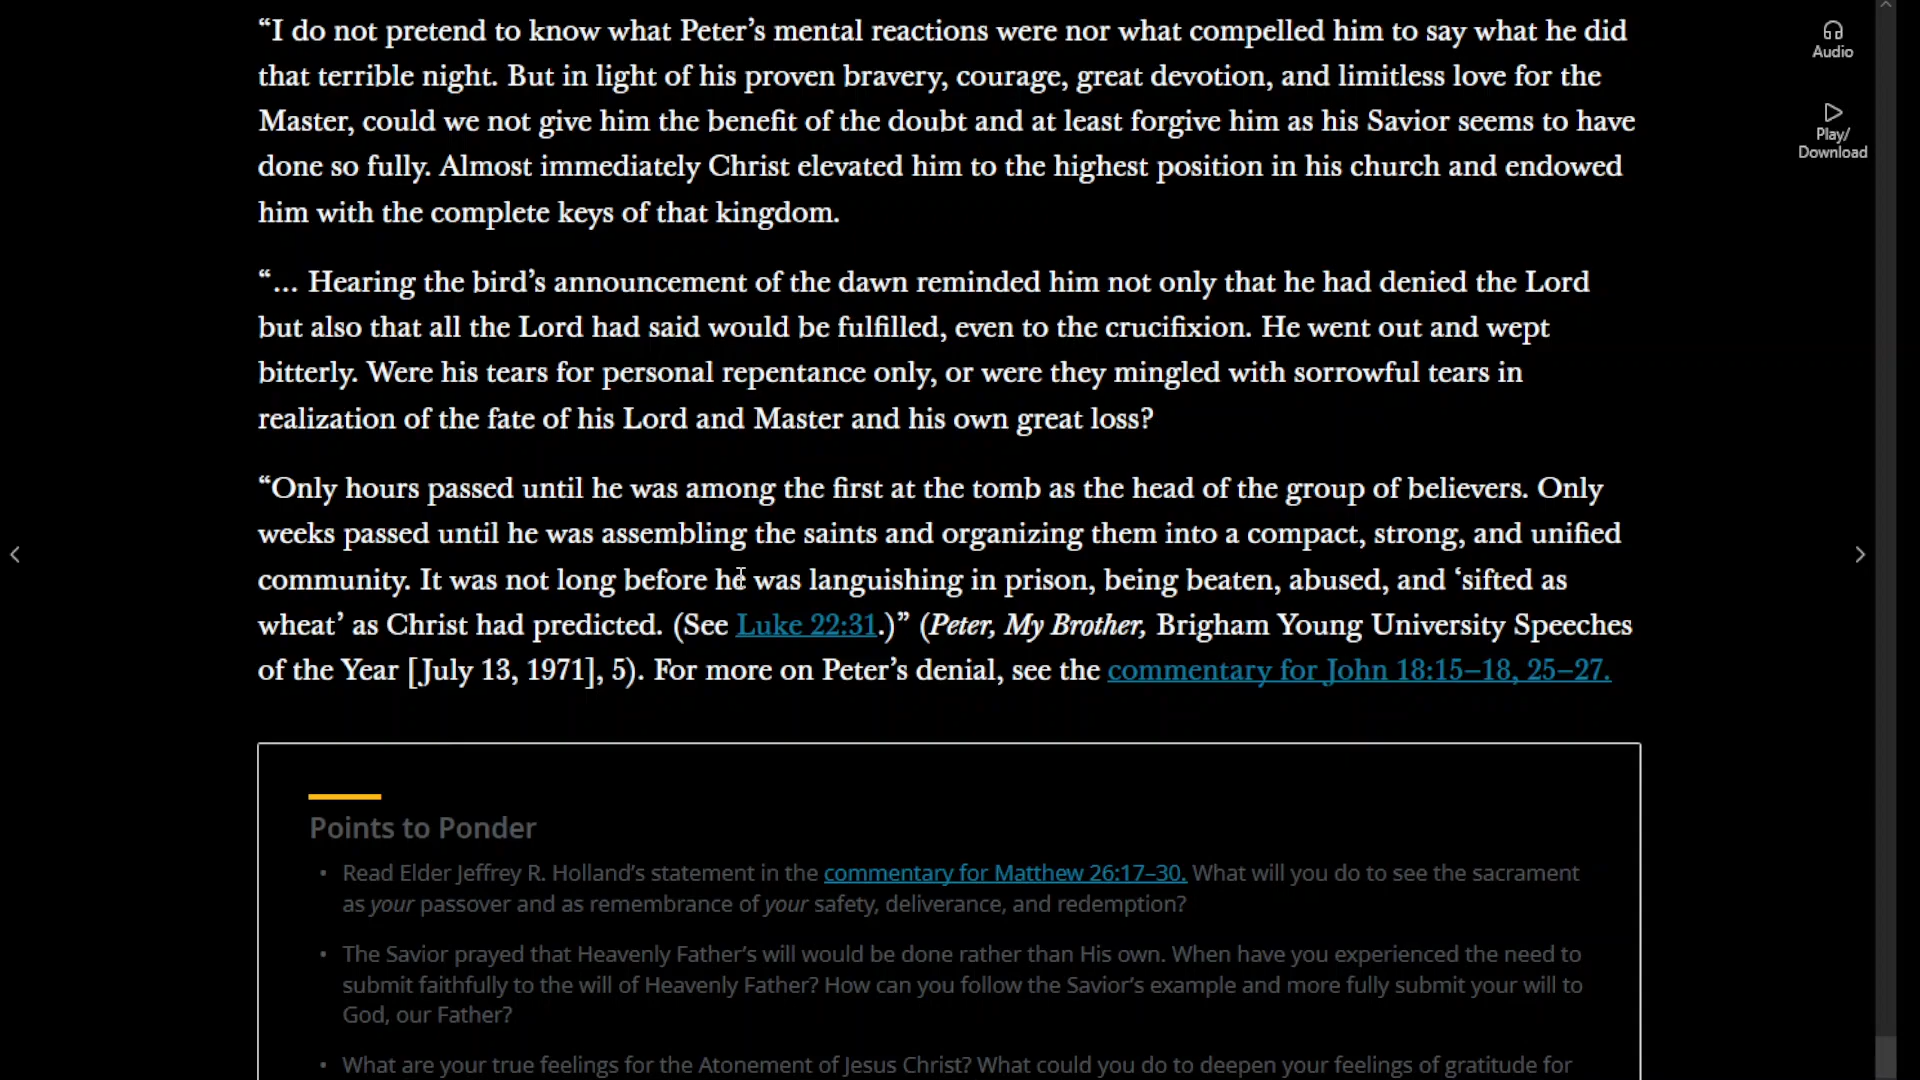 “I do not pretend to know what Peter’s mental reactions were nor what compelled him to say what he did
that terrible night. But in light of his proven bravery, courage, great devotion, and limitless love for the
Master, could we not give him the benefit of the doubt and at least forgive him as his Savior seems to have
done so fully. Almost immediately Christ elevated him to the highest position in his church and endowed
him with the complete keys of that kingdom.
“… Hearing the bird’s announcement of the dawn reminded him not only that he had denied the Lord
but also that all the Lord had said would be fulfilled, even to the crucifixion. He went out and wept
bitterly. Were his tears for personal repentance only, or were they mingled with sorrowful tears in
realization of the fate of his Lord and Master and his own great loss?
“Only hours passed until he was among the first at the tomb as the head of the group of believers. Only
weeks passed until he was assembling the saints and organizing them into a compact, strong, and unified
community. It was not long before he was languishing in prison, being beaten, abused, and ‘sifted as
wheat’ as Christ had predicted. (See Luke 22:31.)” (Peter, My Brother, Brigham Young University Speeches
of the Year [July 13, 1971], 5). For more on Peter’s denial, see the commentary for John 18:15–18, 25–27.
Points to Ponder
• Read Elder Jeffrey R. Holland’s statement in the commentary for Matthew 26:17–30. What will you do to see the sacrament
as your passover and as remembrance of your safety, deliverance, and redemption?
• The Savior prayed that Heavenly Father’s will would be done rather than His own. When have you experienced the need to
submit faithfully to the will of Heavenly Father? How can you follow the Savior’s example and more fully submit your will to
God, our Father?
• What are your true feelings for the Atonement of Jesus Christ? What could you do to deepen your feelings of gratitude for
Audio
Play/
Download